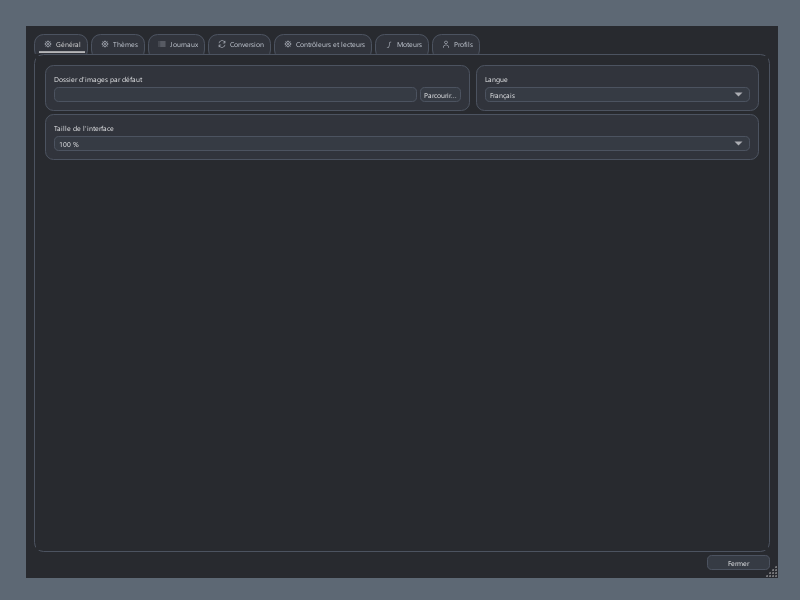 Général
Thèmes
Journaux
Conversion
Contrôleurs et lecteurs
Moteurs
Profils
Dossier d'images par défaut
Langue
Parcourir...
Français
Taille de l'interface
100 %
Fermer